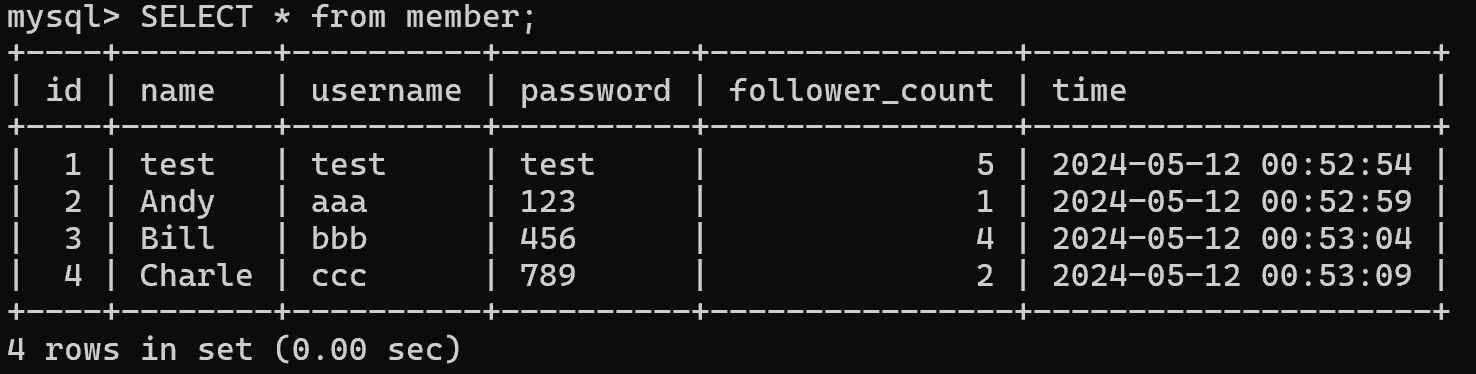 mysql> SELECT * from member;
+----+--------+----------+----------+----------------+---------------------+
| id | name   | username | password | follower_count | time                |
+----+--------+----------+----------+----------------+---------------------+
|  1 | test   | test     | test     |              5 | 2024-05-12 00:52:54 |
|  2 | Andy   | aaa      | 123      |              1 | 2024-05-12 00:52:59 |
|  3 | Bill   | bbb      | 456      |              4 | 2024-05-12 00:53:04 |
|  4 | Charle | ccc      | 789      |              2 | 2024-05-12 00:53:09 |
+----+--------+----------+----------+----------------+---------------------+
4 rows in set (0.00 sec)